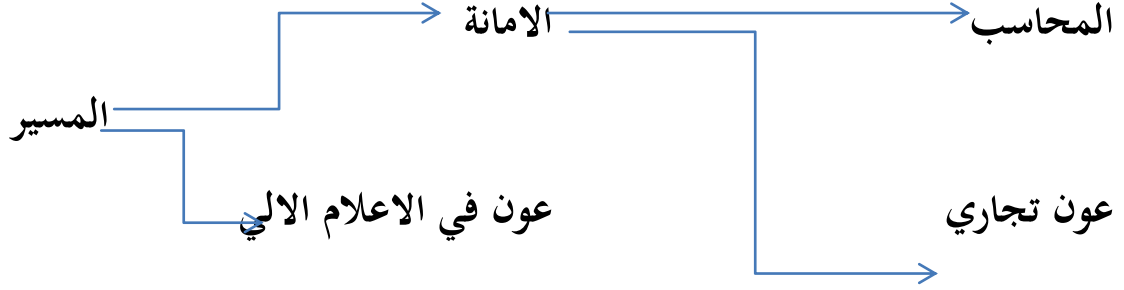 المحاسب
الامانة
المسير
عون تجاري
عون في الاعلام الالي